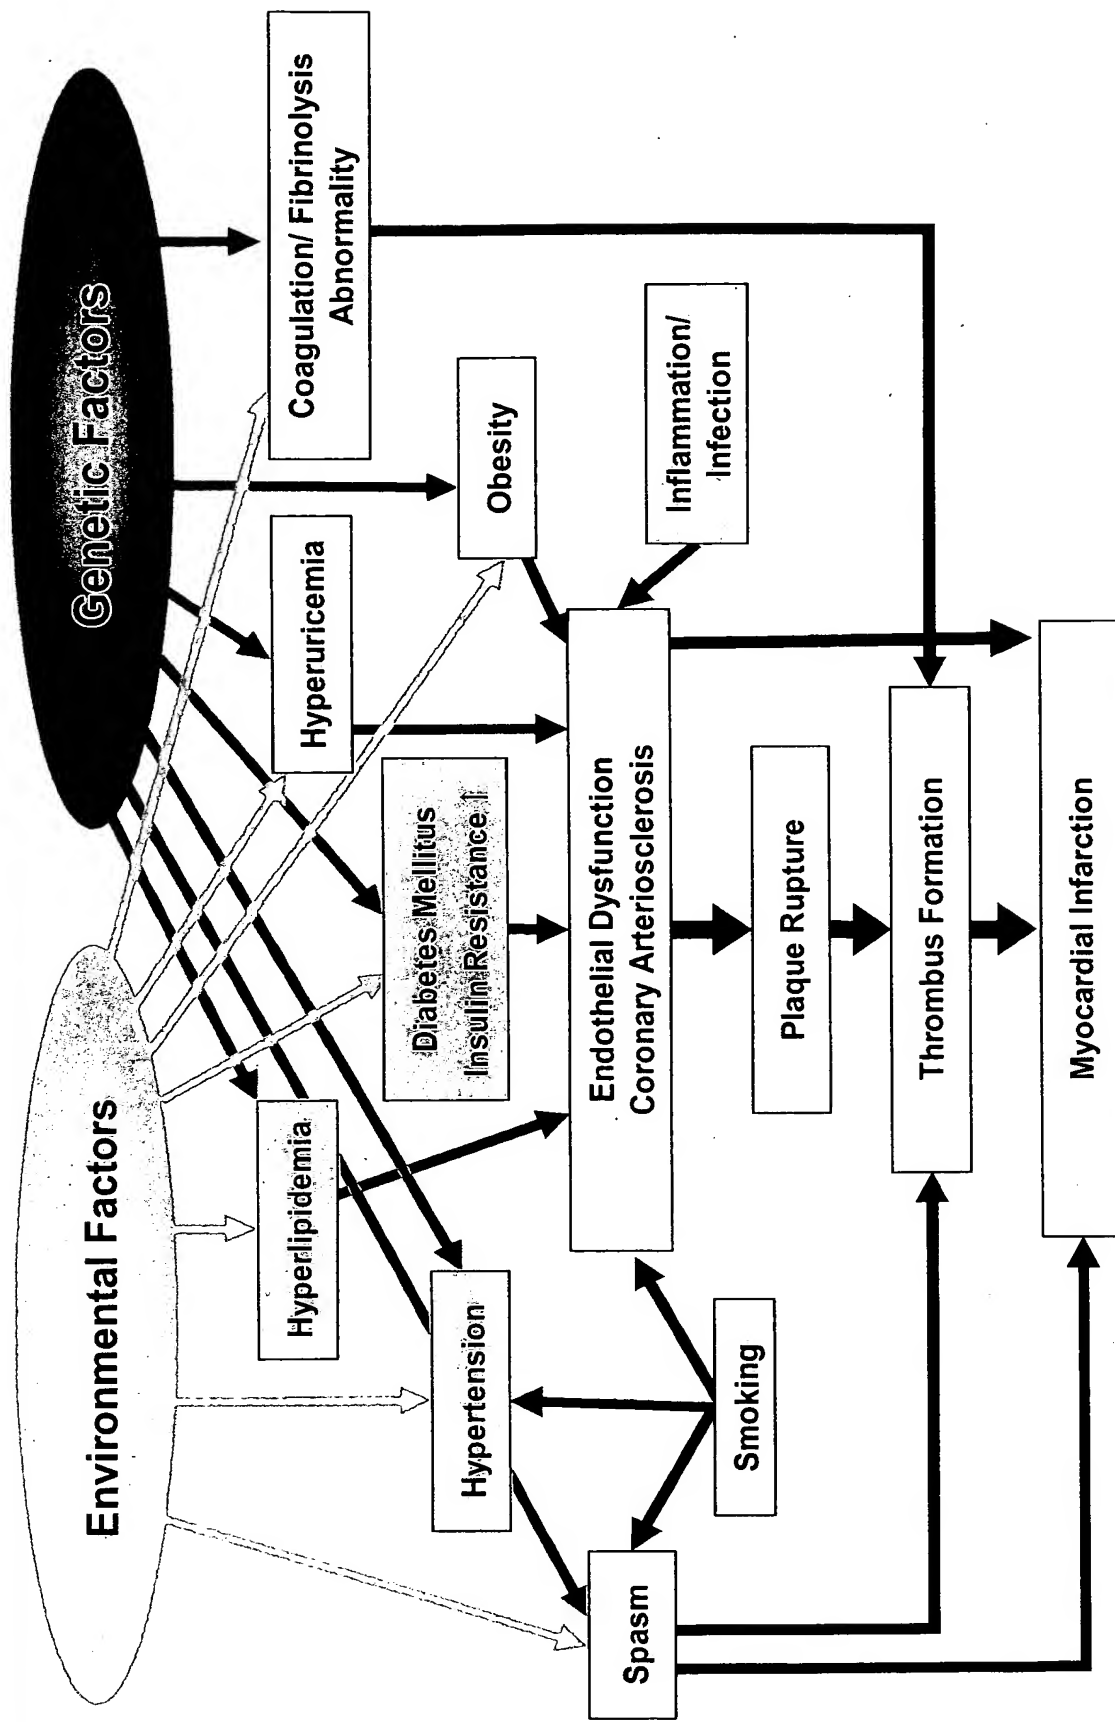 Environmental Factors
Genetic Factors
Hyperlipidemia
Hyperuricemia
Coagulation/ Fibrinolysis
Abnormality
Diabetes Mellitus
Insulin Resistance ↑
Hypertension
Obesity
Spasm
Endothelial Dysfunction
Coronary Arteriosclerosis
Inflammation/
Infection
Smoking
Plaque Rupture
Thrombus Formation
Myocardial Infarction